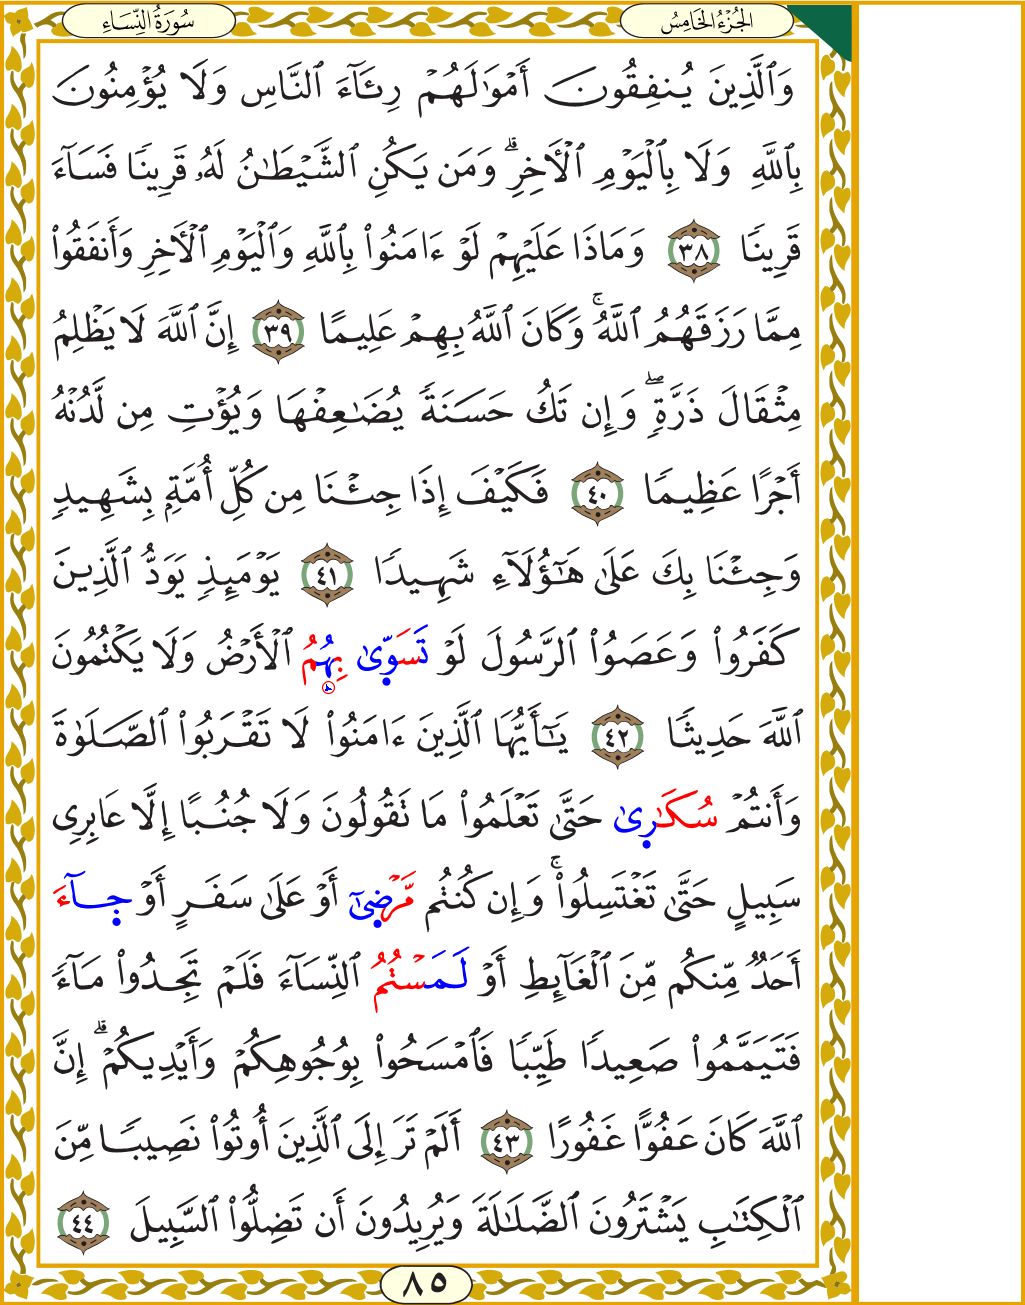 سُورَةُ النِّسَاءِ
الجُزْءُ الخَامِسُ
وَٱلَّذِينَ يُنفِقُونَ أَمْوَٰلَهُمْ رِئَآءَ ٱلنَّاسِ وَلَا يُؤْمِنُونَ
بِٱللَّهِ وَلَا بِٱلْيَوْمِ ٱلْأَخِرِ ۗ وَمَن يَكُنِ ٱلشَّيْطَٰنُ لَهُۥ قَرِينًا فَسَآءَ
قَرِينًا ٣٨ وَمَاذَا عَلَيْهِمْ لَوْ ءَامَنُوا۟ بِٱللَّهِ وَٱلْيَوْمِ ٱلْأَخِرِ وَأَنفَقُوا۟
مِمَّا رَزَقَهُمُ ٱللَّهُ ۚ وَكَانَ ٱللَّهُ بِهِمْ عَلِيمًا ٣٩ إِنَّ ٱللَّهَ لَا يَظْلِمُ
مِثْقَالَ ذَرَّةٍ ۖ وَإِن تَكُ حَسَنَةً يُضَٰعِفْهَا وَيُؤْتِ مِن لَّدُنْهُ
أَجْرًا عَظِيمًا ٤٠ فَكَيْفَ إِذَا جِئْنَا مِن كُلِّ أُمَّةٍۭ بِشَهِيدٍ
وَجِئْنَا بِكَ عَلَىٰ هَٰٓؤُلَآءِ شَهِيدًا ٤١ يَوْمَئِذٍ يَوَدُّ ٱلَّذِينَ
كَفَرُوا۟ وَعَصَوُا۟ ٱلرَّسُولَ لَوْ تَسَوّىٰ بِهُمُ ٱلْأَرْضُ وَلَا يَكْتُمُونَ
ٱللَّهَ حَدِيثًا ٤٢ يَٰٓأَيُّهَا ٱلَّذِينَ ءَامَنُوا۟ لَا تَقْرَبُوا۟ ٱلصَّلَوٰةَ
وَأَنتُمْ سُكَٰرىٰ حَتَّىٰ تَعْلَمُوا۟ مَا تَقُولُونَ وَلَا جُنُبًا إِلَّا عَابِرِى
سَبِيلٍ حَتَّىٰ تَغْتَسِلُوا۟ ۚ وَإِن كُنتُم مَّرْضىٰٓ أَوْ عَلَىٰ سَفَرٍ أَوْ جآءَ
أَحَدٌ مِّنكُم مِّنَ ٱلْغَآئِطِ أَوْ لَمَسْتُمُ ٱلنِّسَآءَ فَلَمْ تَجِدُوا۟ مَآءً
فَتَيَمَّمُوا۟ صَعِيدًا طَيِّبًا فَٱمْسَحُوا۟ بِوُجُوهِكُمْ وَأَيْدِيكُمْ ۗ إِنَّ
ٱللَّهَ كَانَ عَفُوًّا غَفُورًا ٤٣ أَلَمْ تَرَ إِلَى ٱلَّذِينَ أُوتُوا۟ نَصِيبًا مِّنَ
ٱلْكِتَٰبِ يَشْتَرُونَ ٱلضَّلَٰلَةَ وَيُرِيدُونَ أَن تَضِلُّوا۟ ٱلسَّبِيلَ ٤٤
٨٥